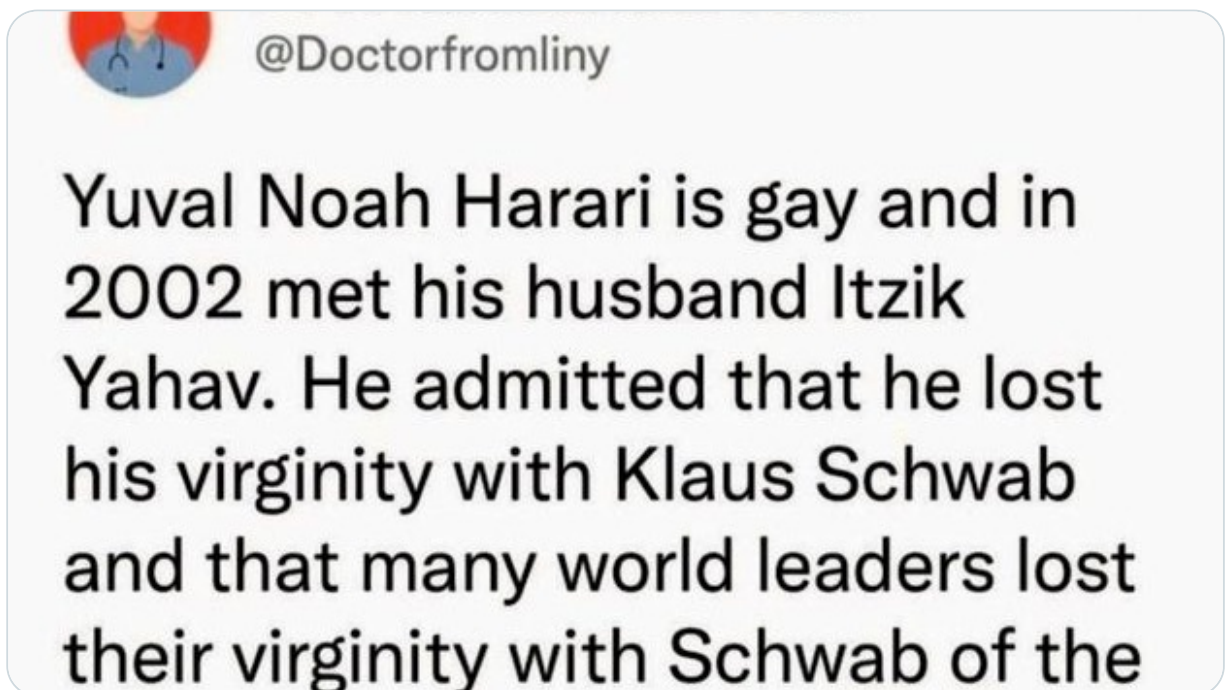 @Doctorfromliny
Yuval Noah Harari is gay and in
2002 met his husband Itzik
Yahav. He admitted that he lost
his virginity with Klaus Schwab
and that many world leaders lost
their virginity with Schwab of the